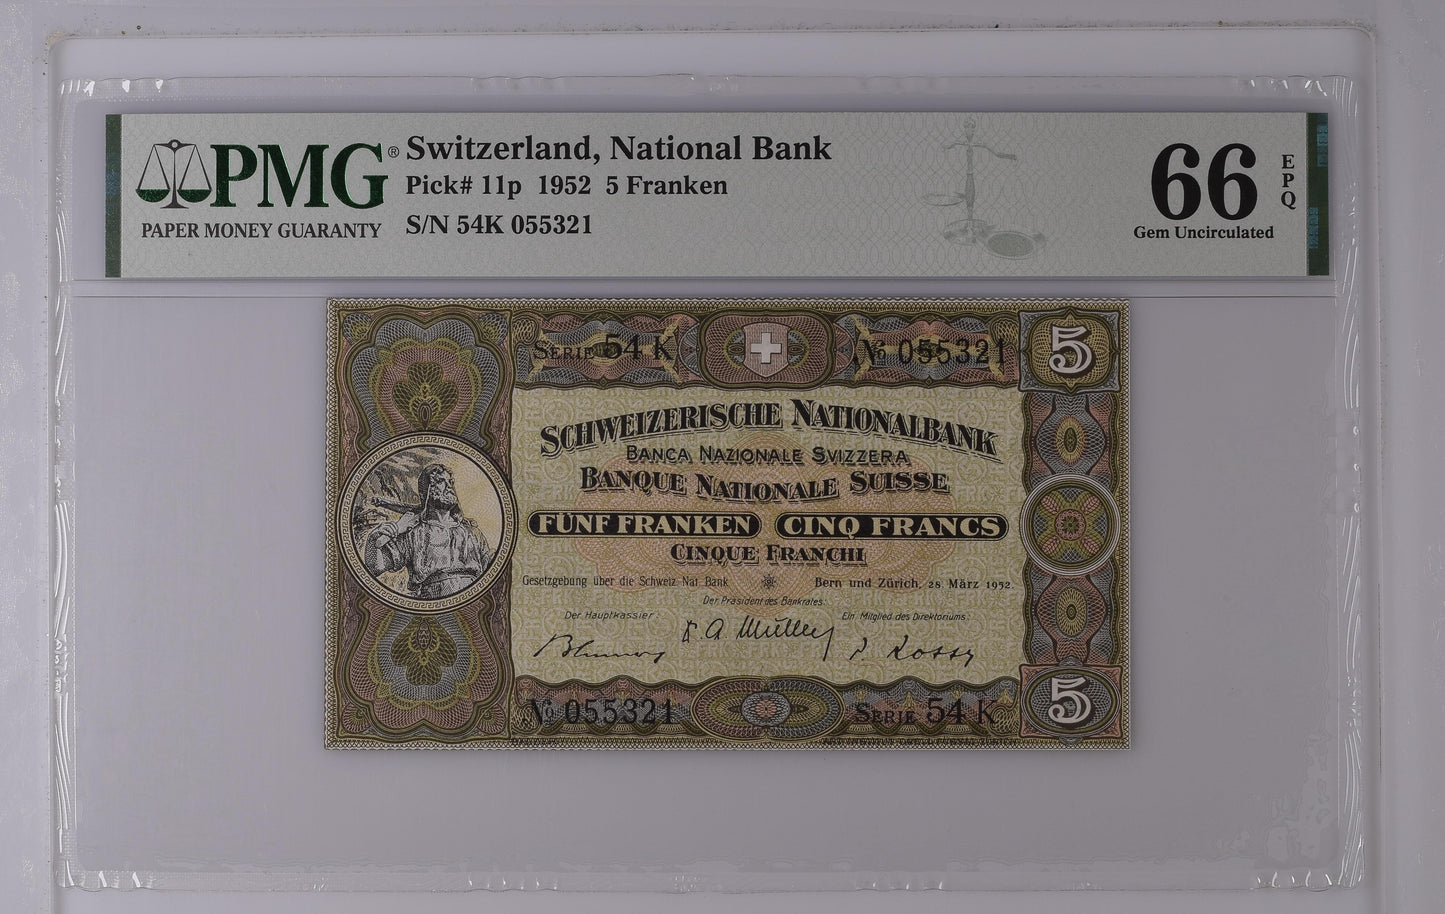 PMG®
PAPER MONEY GUARANTY
Switzerland, National Bank
Pick# 11p 1952 5 Franken
S/N 54K 055321
66 EPQ
Gem Uncirculated
SERIE 54 K
No 055321
5
SCHWEIZERISCHE NATIONALBANK
BANCA NAZIONALE SVIZZERA
BANQUE NATIONALE SUISSE
FÜNF FRANKEN CINQ FRANCS
CINQUE FRANCHI
Gesetzgebung über die Schweiz Nat Bank Bern und Zürich, 28. März 1952.
Der Präsident des Bankrates:
Der Hauptkassier: Ein Mitglied des Direktoriums:
No 055321
SERIE 54 K
5